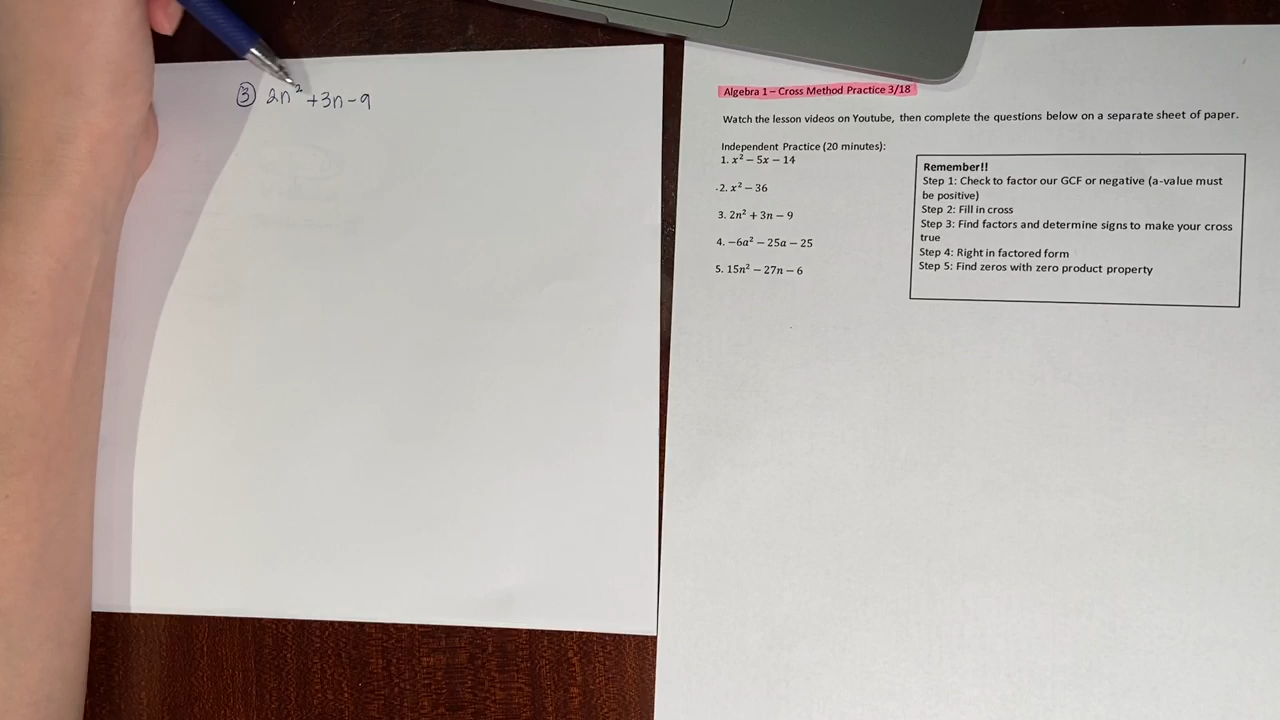 ③ 2n² +3n-9
Algebra 1 – Cross Method Practice 3/18
Watch the lesson videos on Youtube, then complete the questions below on a separate sheet of paper.
Independent Practice (20 minutes):
1. x² − 5x − 14
2. x² − 36
3. 2n² + 3n − 9
4. −6a² − 25a − 25
5. 15n² − 27n − 6
Remember!!
Step 1: Check to factor our GCF or negative (a-value must
be positive)
Step 2: Fill in cross
Step 3: Find factors and determine signs to make your cross
true
Step 4: Right in factored form
Step 5: Find zeros with zero product property